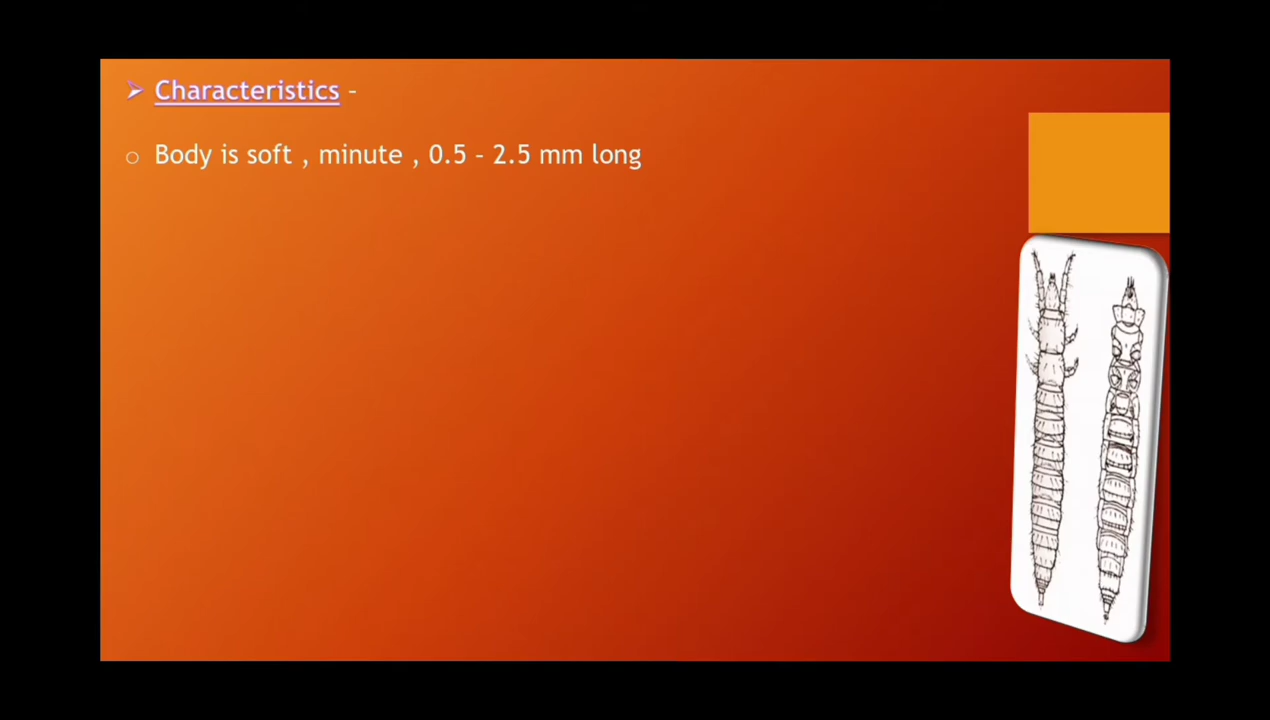 ➢ Characteristics –
○ Body is soft , minute , 0.5 – 2.5 mm long